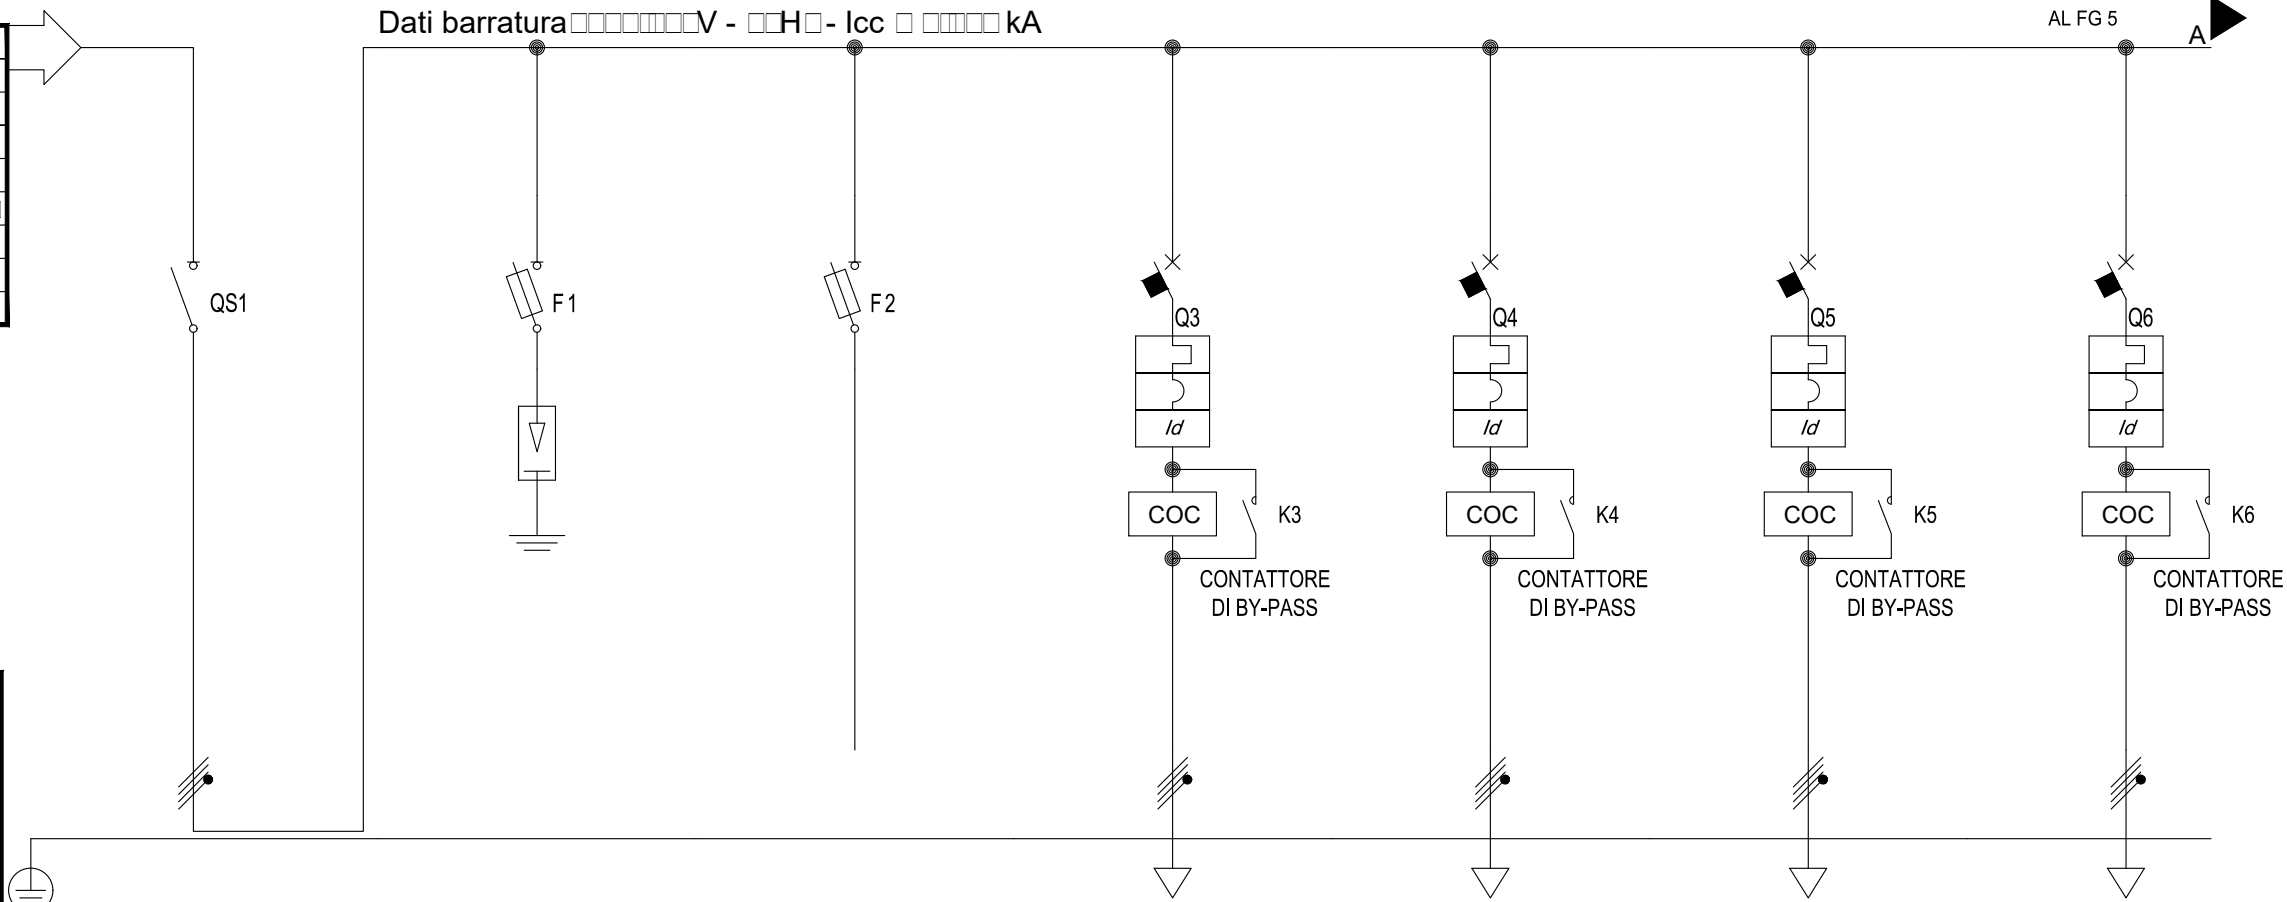 Dati barratura V - H - Icc kA
AL FG 5
A
QS1
F1
F2
Q3
Q4
Q5
Q6
Id
Id
Id
Id
COC
K3
COC
K4
COC
K5
COC
K6
CONTATTORE
DI BY-PASS
CONTATTORE
DI BY-PASS
CONTATTORE
DI BY-PASS
CONTATTORE
DI BY-PASS